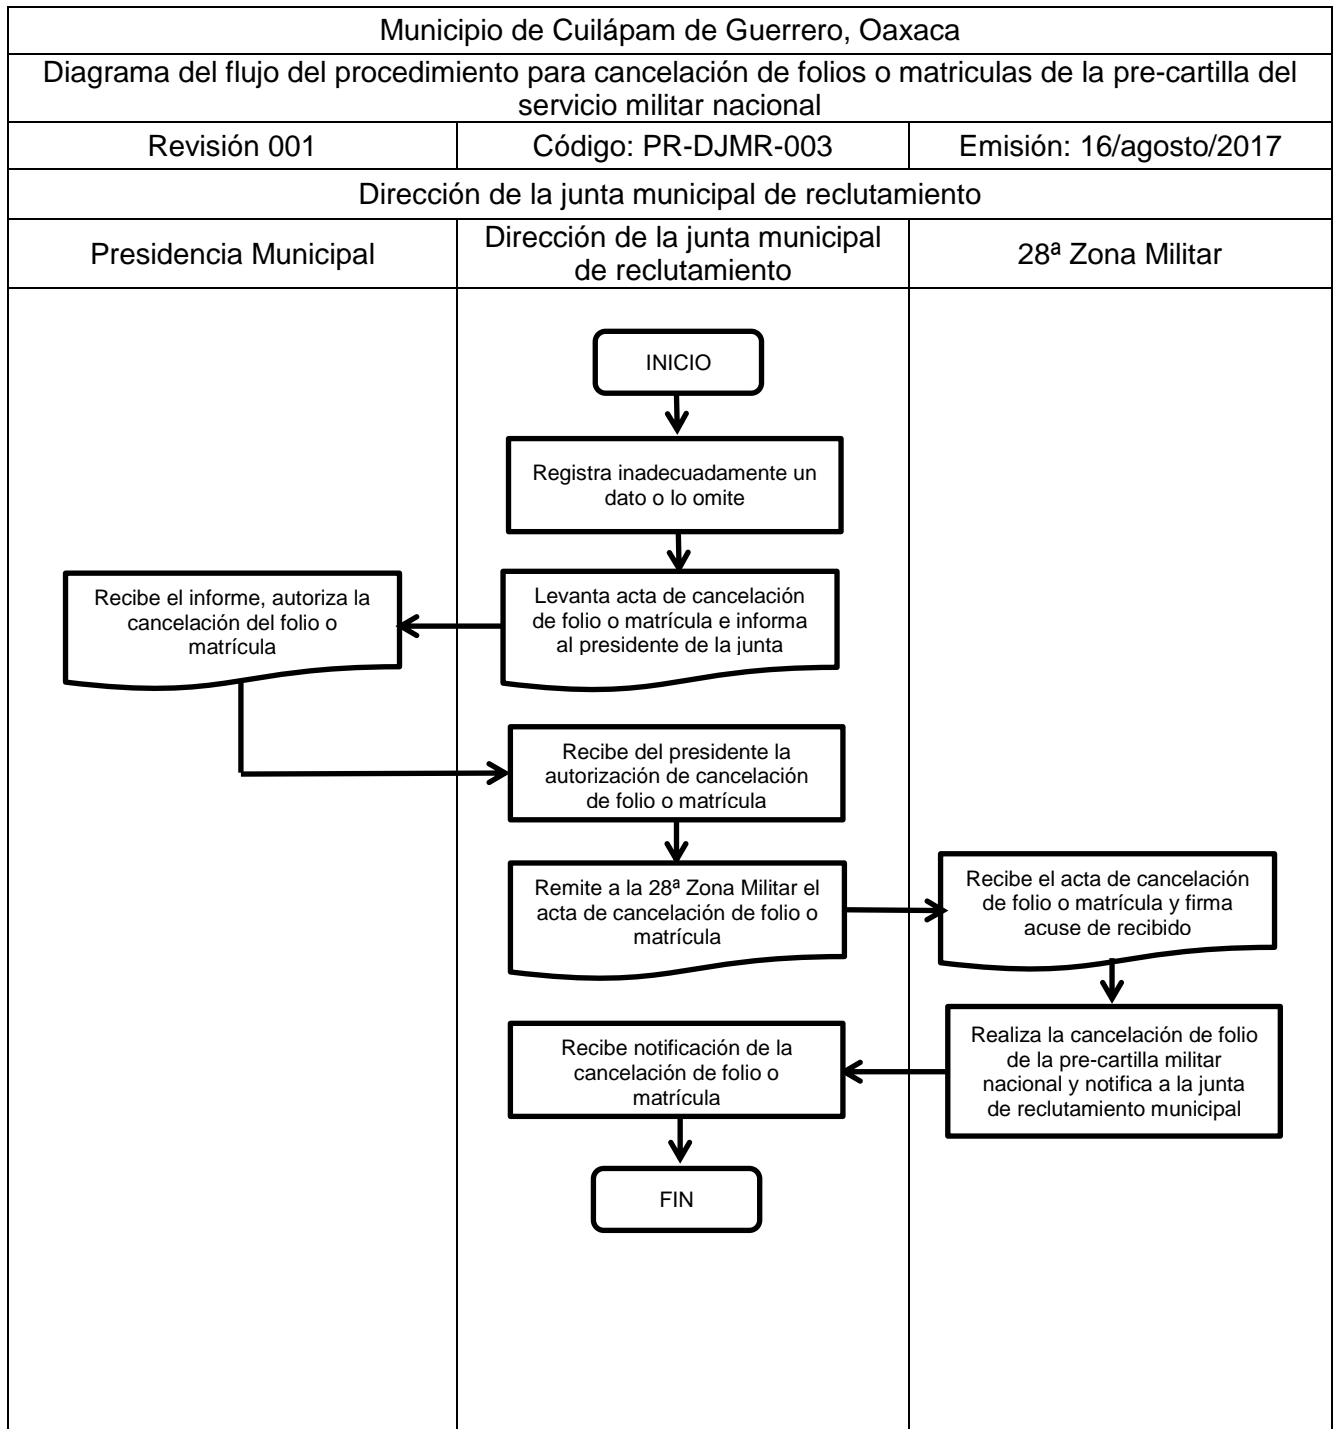 Municipio de Cuilápam de Guerrero, Oaxaca
Diagrama del flujo del procedimiento para cancelación de folios o matriculas de la pre-cartilla del
servicio militar nacional
Revisión 001
Código: PR-DJMR-003
Emisión: 16/agosto/2017
Dirección de la junta municipal de reclutamiento
Presidencia Municipal
Dirección de la junta municipal
de reclutamiento
28ª Zona Militar
INICIO
Registra inadecuadamente un
dato o lo omite
Levanta acta de cancelación
de folio o matrícula e informa
al presidente de la junta
Recibe el informe, autoriza la
cancelación del folio o
matrícula
Recibe del presidente la
autorización de cancelación
de folio o matrícula
Remite a la 28ª Zona Militar el
acta de cancelación de folio o
matrícula
Recibe el acta de cancelación
de folio o matrícula y firma
acuse de recibido
Realiza la cancelación de folio
de la pre-cartilla militar
nacional y notifica a la junta
de reclutamiento municipal
Recibe notificación de la
cancelación de folio o
matrícula
FIN